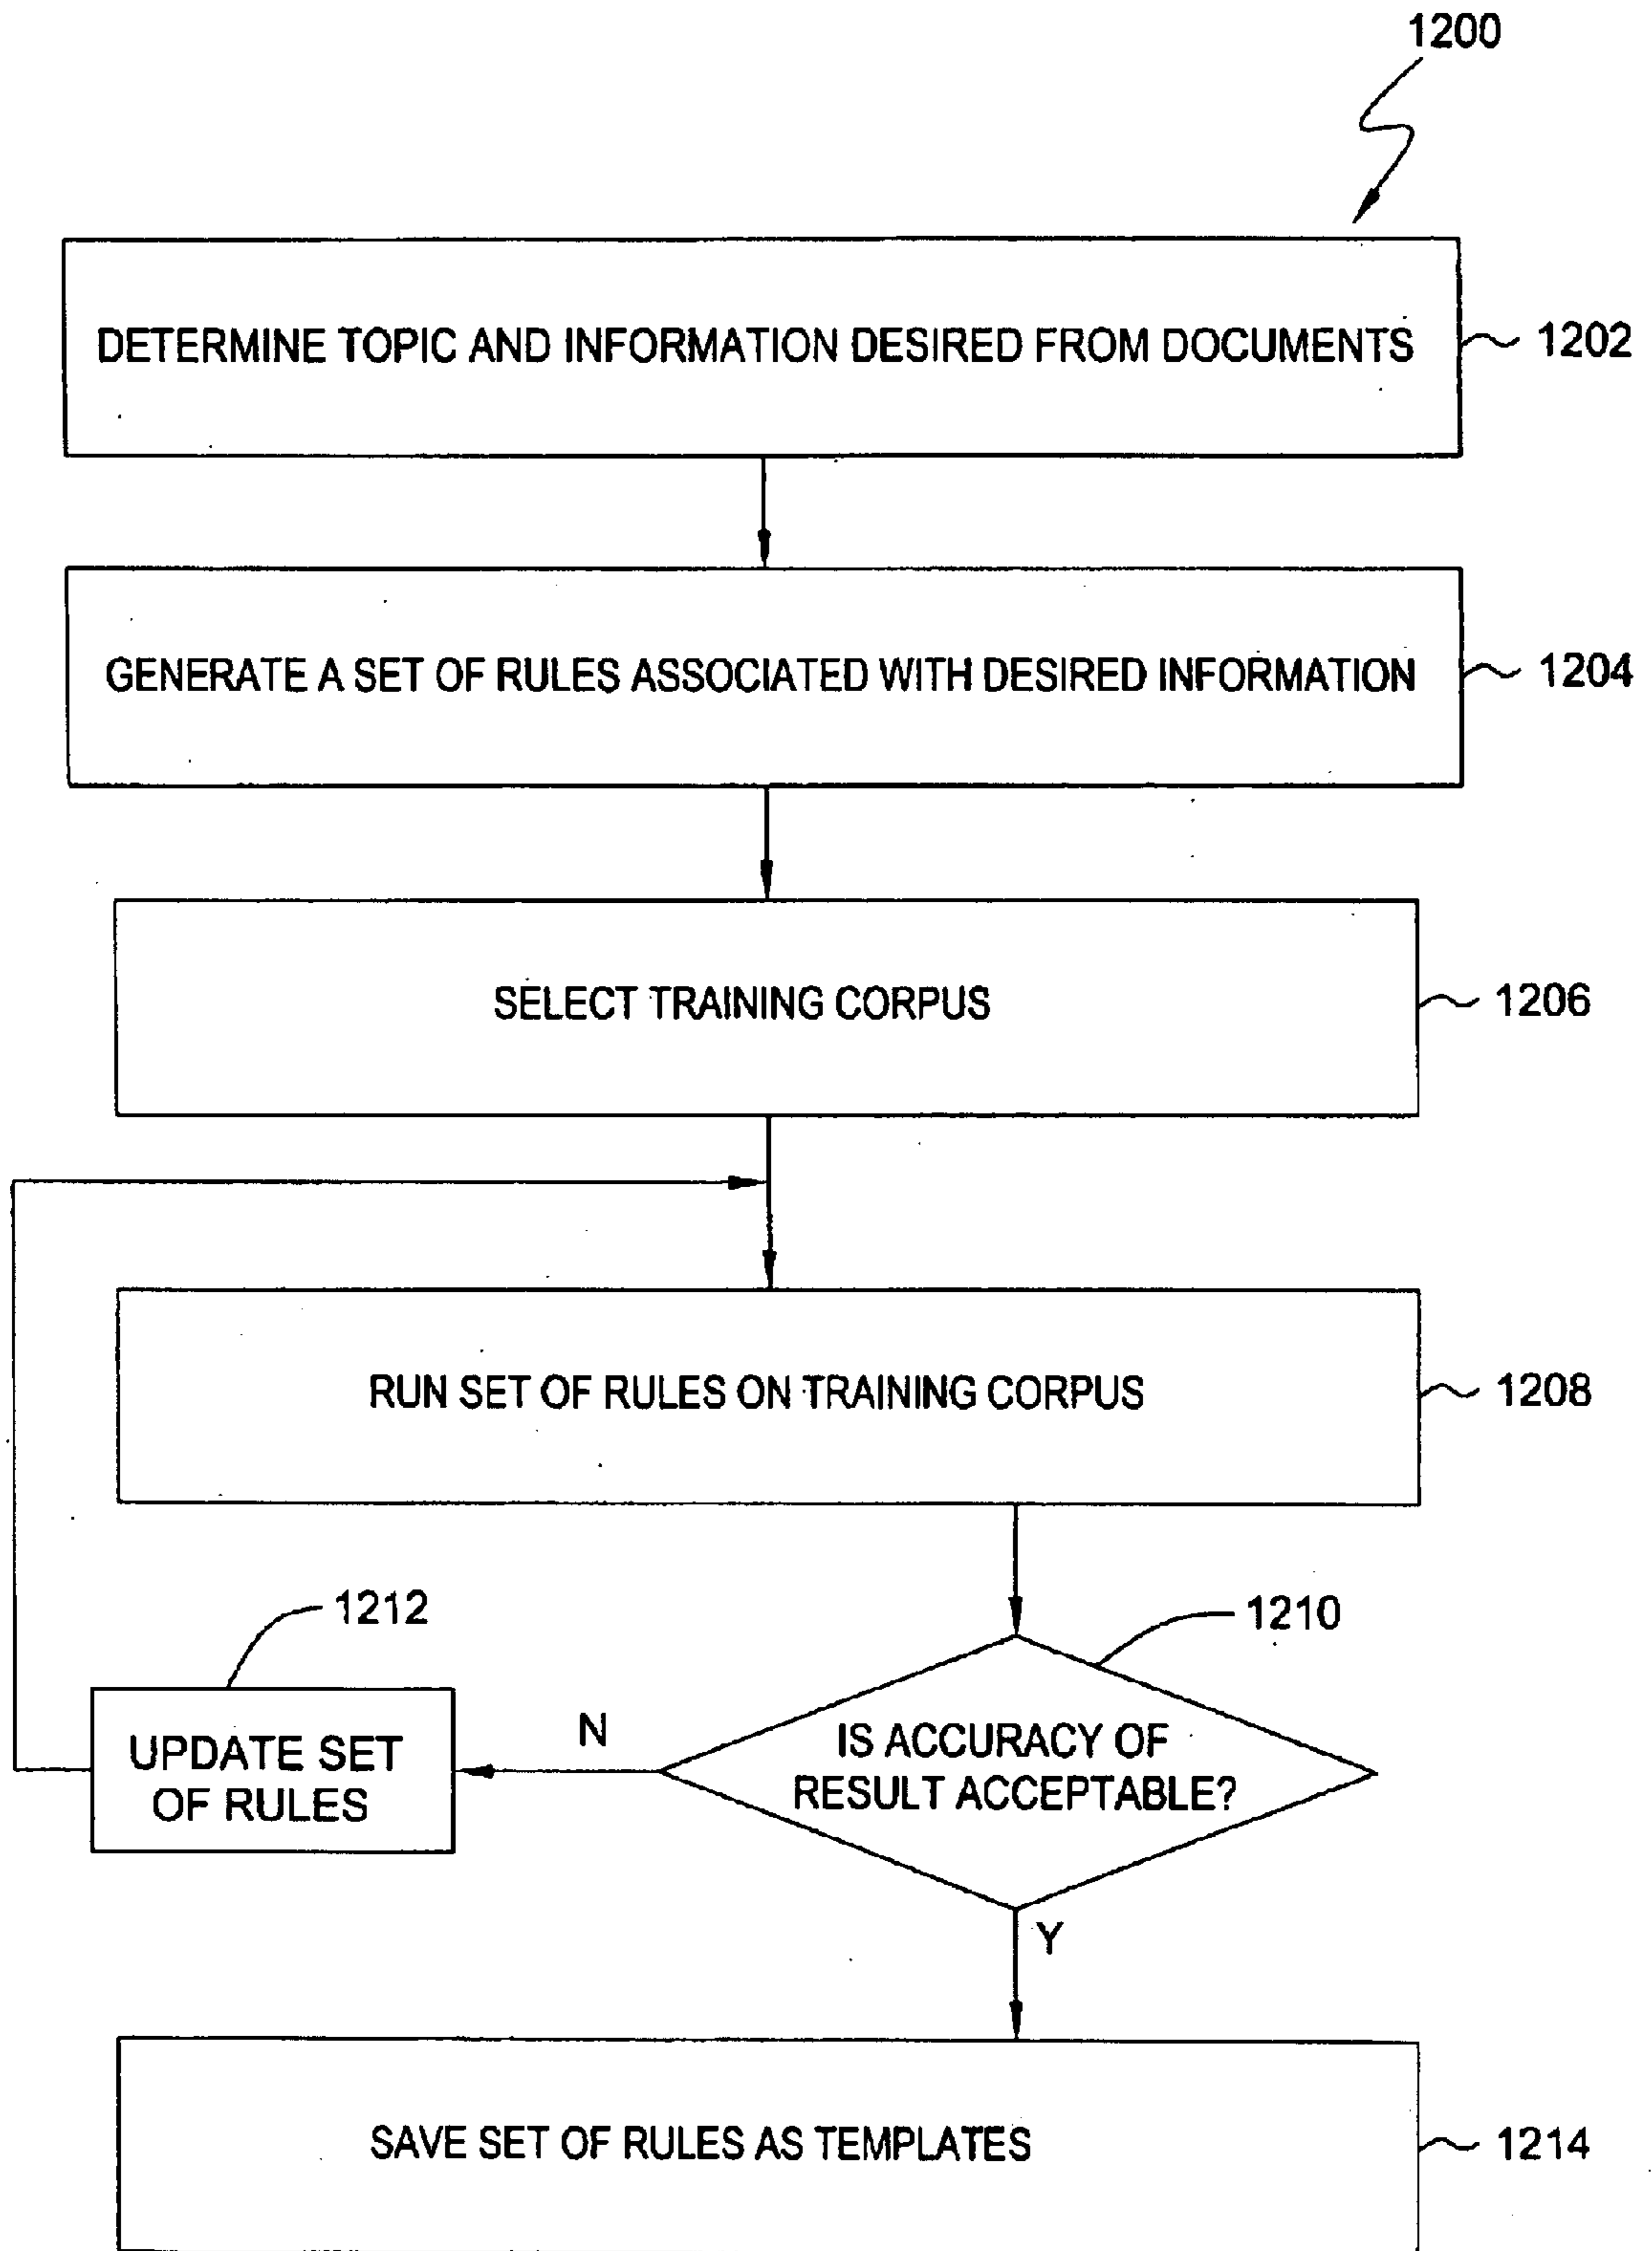 1200
DETERMINE TOPIC AND INFORMATION DESIRED FROM DOCUMENTS
1202
GENERATE A SET OF RULES ASSOCIATED WITH DESIRED INFORMATION
1204
SELECT TRAINING CORPUS
1206
RUN SET OF RULES ON TRAINING CORPUS
1208
1212
1210
UPDATE SET
OF RULES
N
IS ACCURACY OF
RESULT ACCEPTABLE?
Y
SAVE SET OF RULES AS TEMPLATES
1214